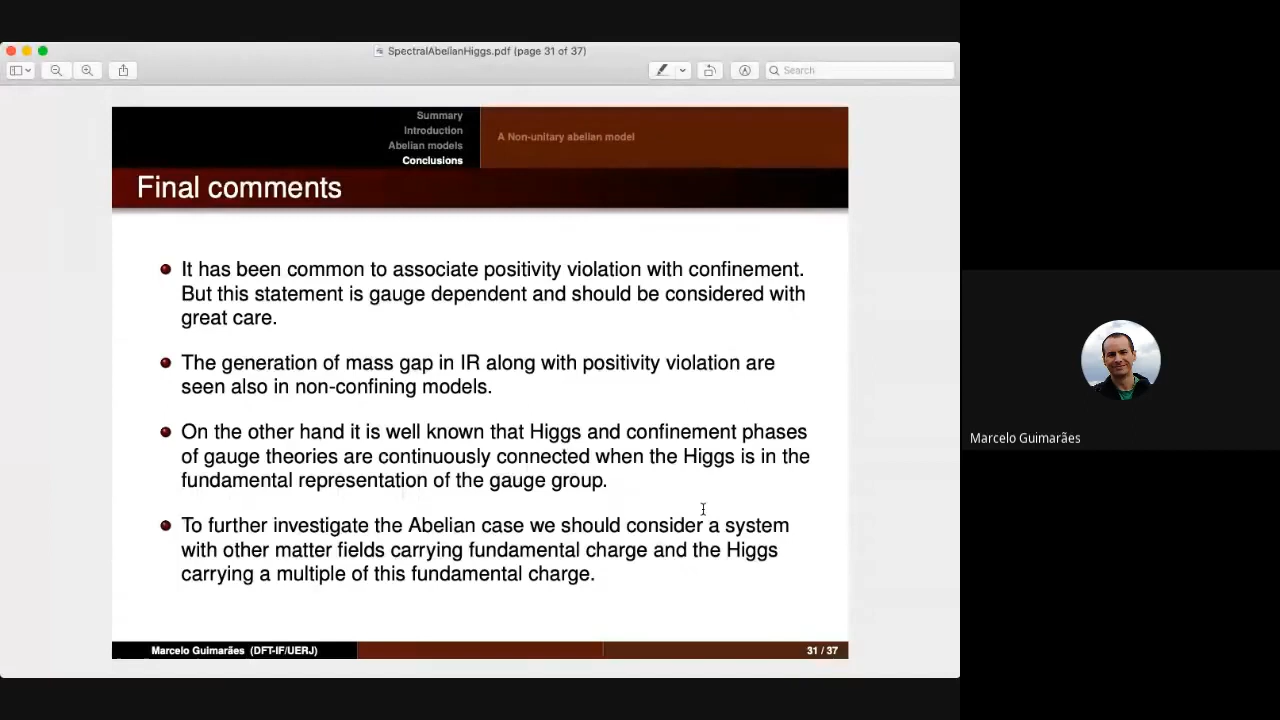 SpectralAbelianHiggs.pdf (page 31 of 37)
Search
Summary
Introduction
Abelian models
Conclusions
A Non-unitary abelian model
Final comments
It has been common to associate positivity violation with confinement.
But this statement is gauge dependent and should be considered with
great care.
The generation of mass gap in IR along with positivity violation are
seen also in non-confining models.
On the other hand it is well known that Higgs and confinement phases
of gauge theories are continuously connected when the Higgs is in the
fundamental representation of the gauge group.
To further investigate the Abelian case we should consider a system
with other matter fields carrying fundamental charge and the Higgs
carrying a multiple of this fundamental charge.
Marcelo Guimarães (DFT-IF/UERJ)
31 / 37
Marcelo Guimarães